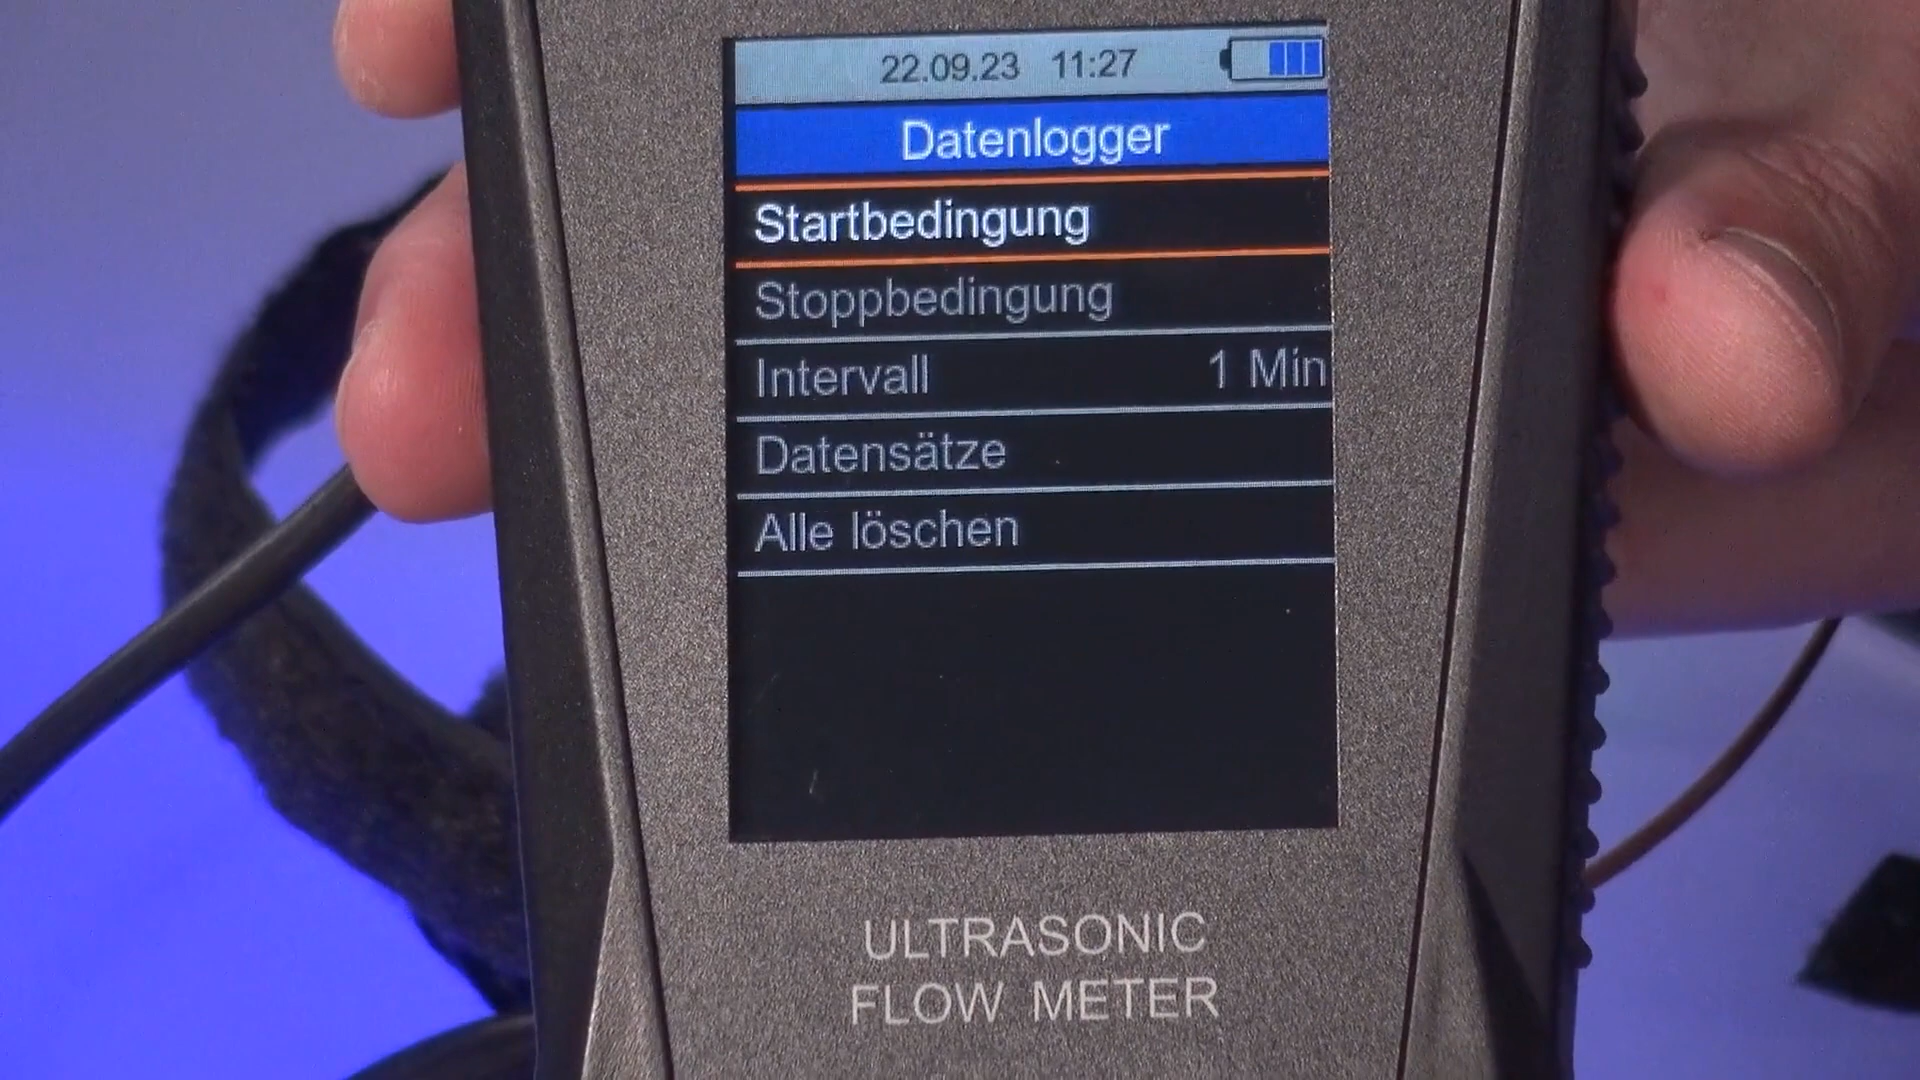 22.09.23 11:27
Datenlogger
Startbedingung
Stoppbedingung
Intervall 1 Min
Datensätze
Alle löschen
ULTRASONIC
FLOW METER